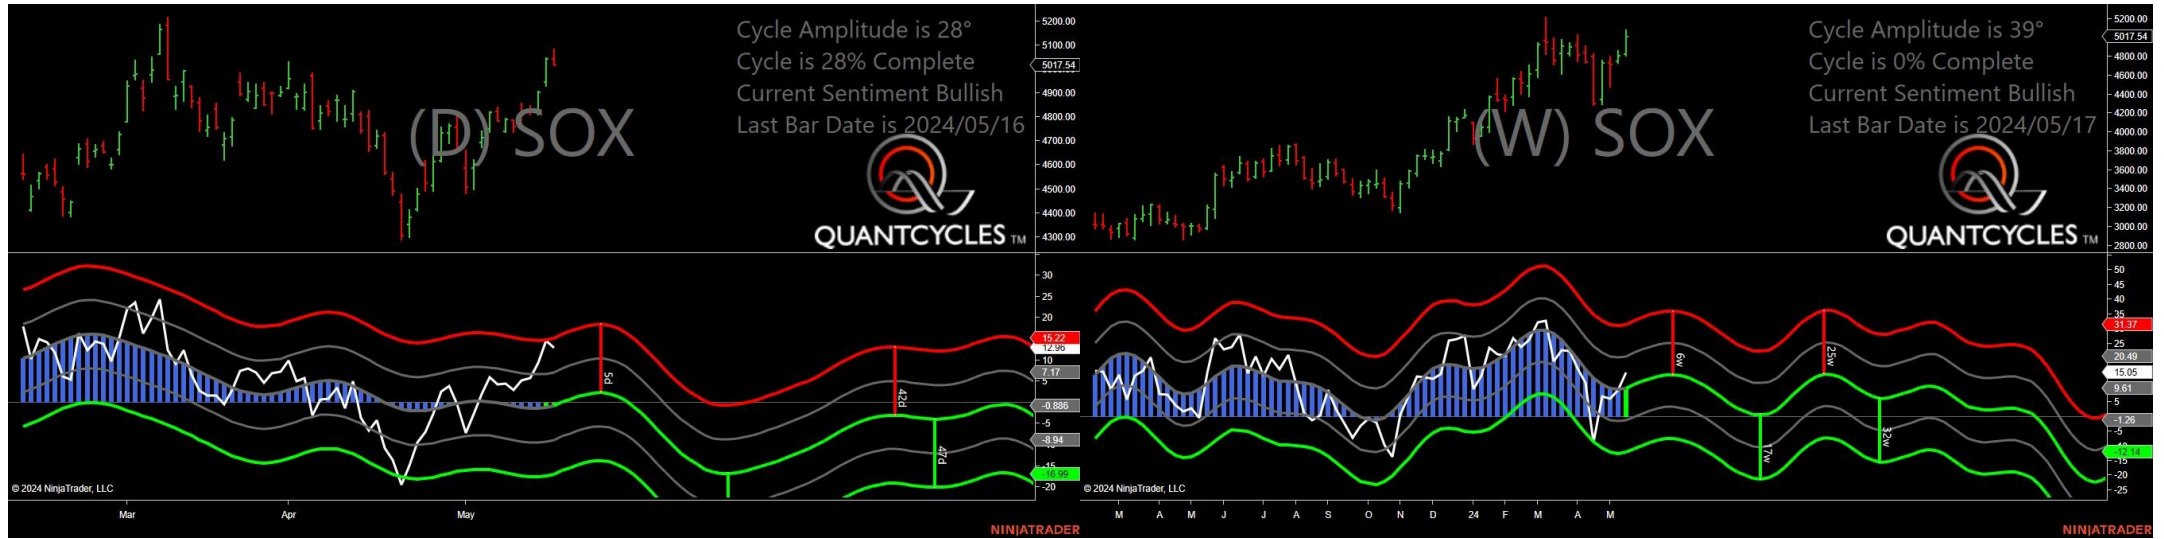 Cycle Amplitude is 28°
Cycle is 28% Complete
Current Sentiment Bullish
Last Bar Date is 2024/05/16
(D) SOX
QUANTCYCLES TM
5200.00
5100.00
5017.54
4900.00
4800.00
4700.00
4600.00
4500.00
4400.00
4300.00
30
25
20
15.22
12.96
10
7.17
5
-0.886
-5
-8.94
-15
-16.99
-20
5d
42d
47d
© 2024 NinjaTrader, LLC
Mar Apr May
NINJATRADER
Cycle Amplitude is 39°
Cycle is 0% Complete
Current Sentiment Bullish
Last Bar Date is 2024/05/17
(W) SOX
QUANTCYCLES TM
5200.00
5017.54
4800.00
4600.00
4400.00
4200.00
4000.00
3800.00
3600.00
3400.00
3200.00
3000.00
2800.00
50
45
40
35
31.37
25
20.49
15.05
9.61
5
-1.26
-5
-12.14
-15
-20
-25
6w
25w
17w
32w
© 2024 NinjaTrader, LLC
M A M J J A S O N D 24 F M A M
NINJATRADER